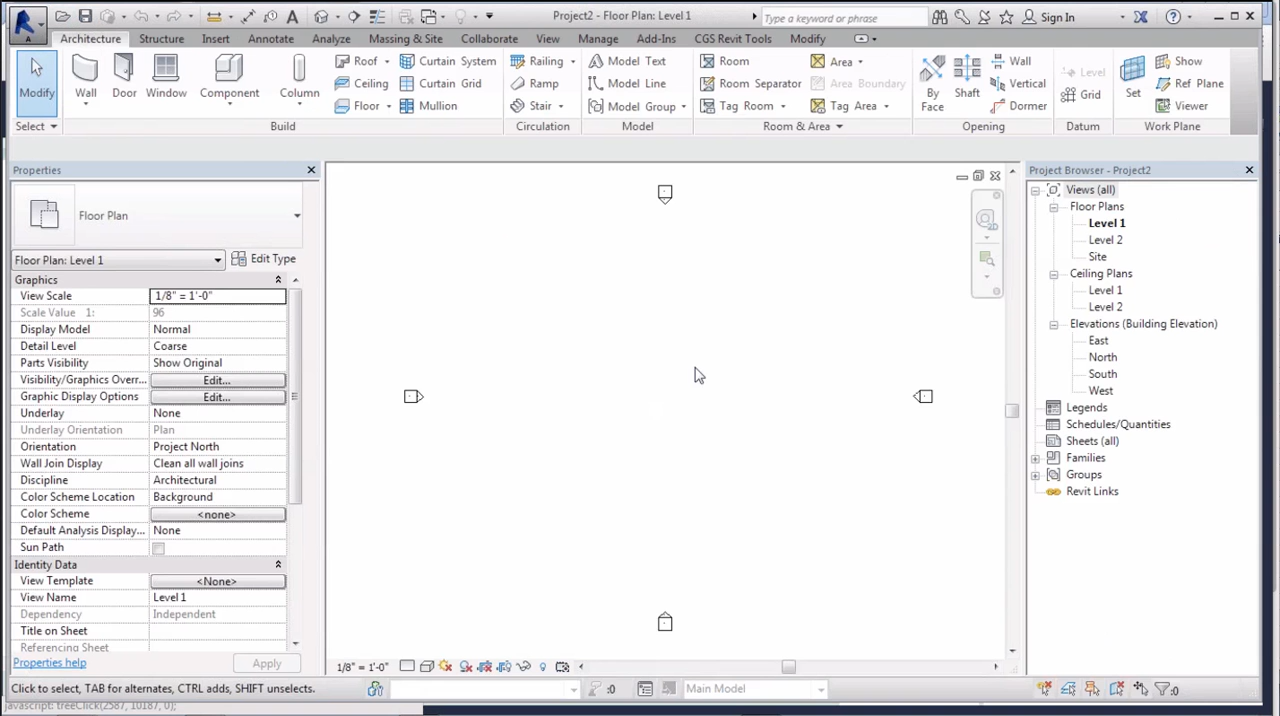 Project2 - Floor Plan: Level 1
Type a keyword or phrase
Sign In
Architecture Structure Insert Annotate Analyze Massing & Site Collaborate View Manage Add-Ins CGS Revit Tools Modify
Modify
Wall
Door
Window
Component
Column
Roof
Ceiling
Floor
Curtain System
Curtain Grid
Mullion
Railing
Ramp
Stair
Model Text
Model Line
Model Group
Room
Room Separator
Tag Room
Area
Area Boundary
Tag Area
By
Face
Shaft
Wall
Vertical
Dormer
Level
Grid
Set
Show
Ref Plane
Viewer
Select Build Circulation Model Room & Area Opening Datum Work Plane
Properties
Floor Plan
Floor Plan: Level 1 Edit Type
Graphics
View Scale 1/8" = 1'-0"
Scale Value 1: 96
Display Model Normal
Detail Level Coarse
Parts Visibility Show Original
Visibility/Graphics Overr... Edit...
Graphic Display Options Edit...
Underlay None
Underlay Orientation Plan
Orientation Project North
Wall Join Display Clean all wall joins
Discipline Architectural
Color Scheme Location Background
Color Scheme <none>
Default Analysis Display... None
Sun Path
Identity Data
View Template <None>
View Name Level 1
Dependency Independent
Title on Sheet
Referencing Sheet
Properties help Apply
2D
1/8" = 1'-0"
Project Browser - Project2
Views (all)
Floor Plans
Level 1
Level 2
Site
Ceiling Plans
Level 1
Level 2
Elevations (Building Elevation)
East
North
South
West
Legends
Schedules/Quantities
Sheets (all)
Families
Groups
Revit Links
Click to select, TAB for alternates, CTRL adds, SHIFT unselects. :0 Main Model :0
javascript: treeClick(2587, 10187, 0);